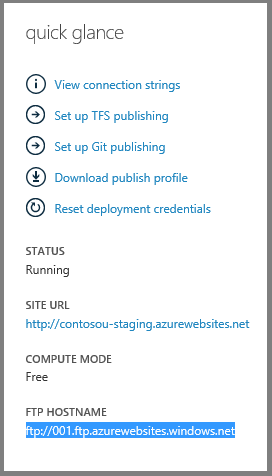 quick glance
View connection strings
Set up TFS publishing
Set up Git publishing
Download publish profile
Reset deployment credentials
STATUS
Running
SITE URL
http://contosou-staging.azurewebsites.net
COMPUTE MODE
Free
FTP HOSTNAME
ftp://001.ftp.azurewebsites.windows.net